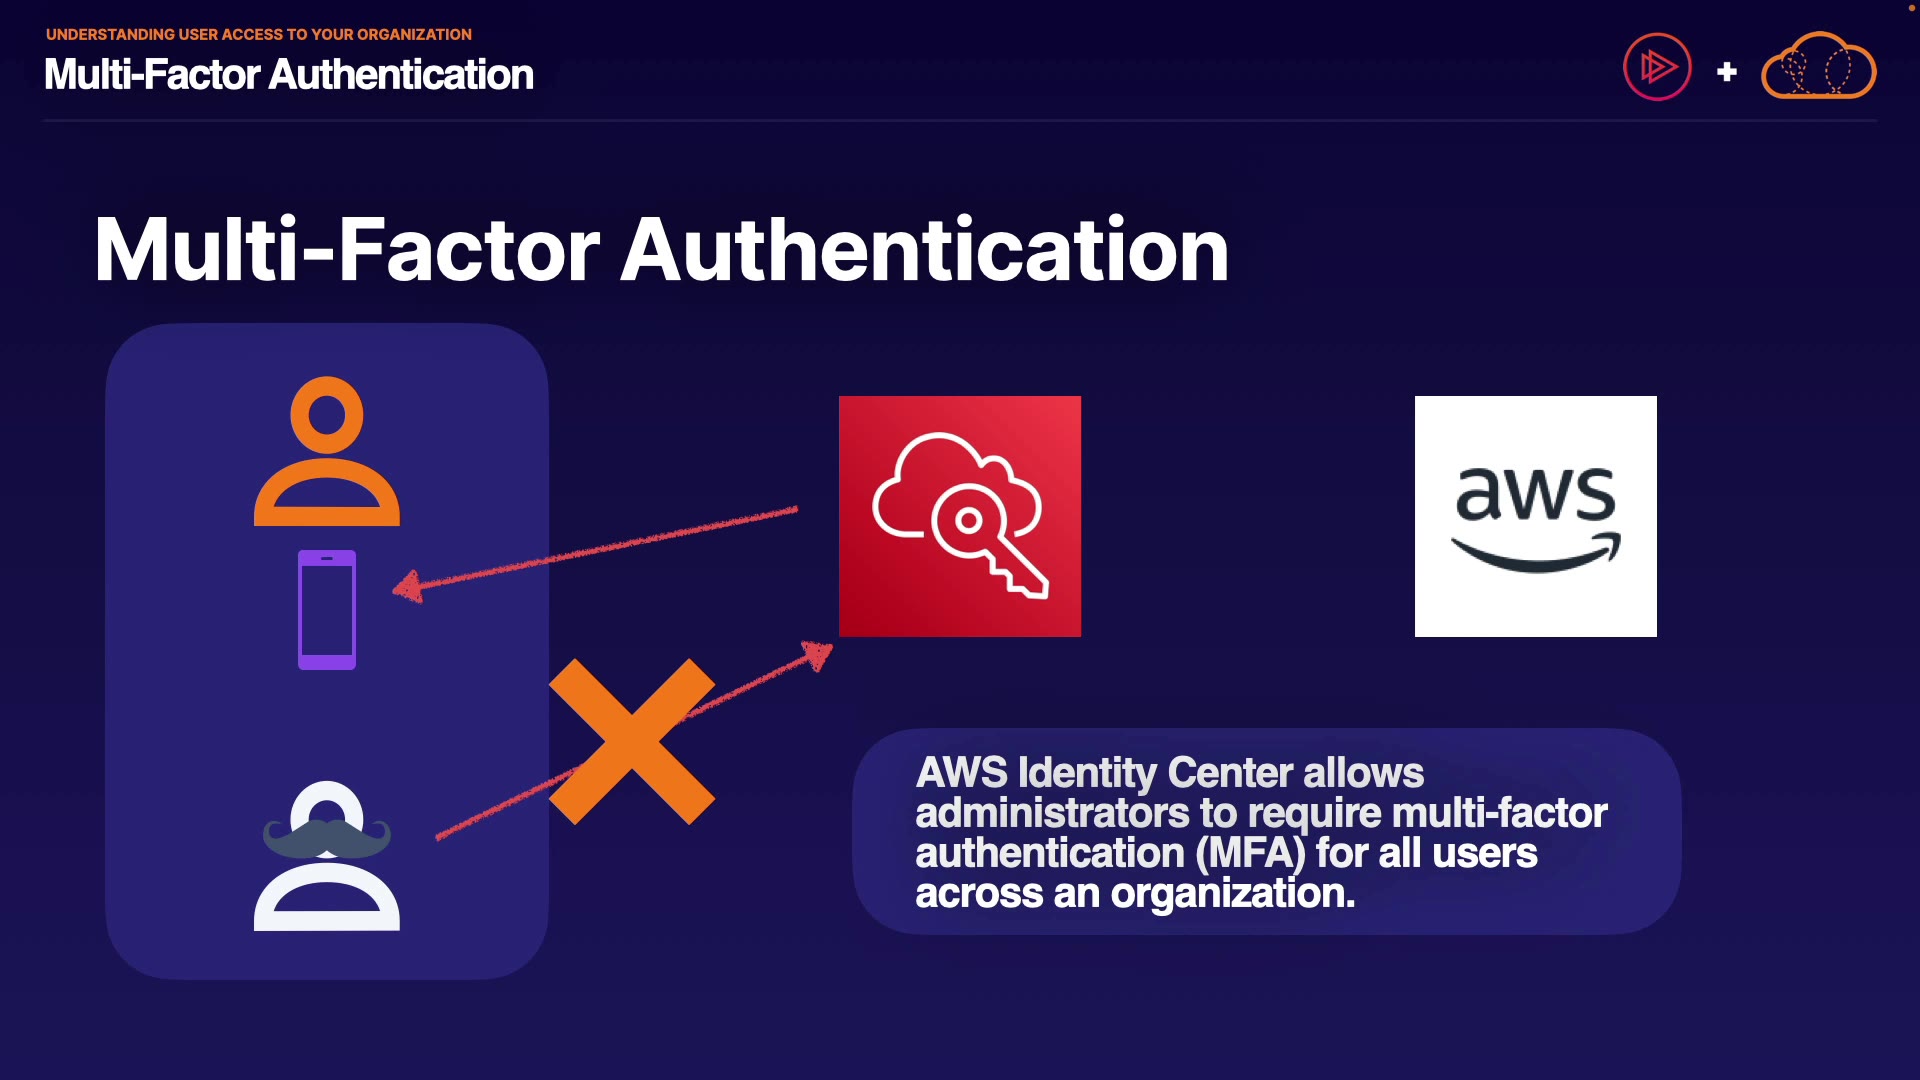 UNDERSTANDING USER ACCESS TO YOUR ORGANIZATION
Multi-Factor Authentication
+
Multi-Factor Authentication
aws
AWS Identity Center allows
administrators to require multi-factor
authentication (MFA) for all users
across an organization.